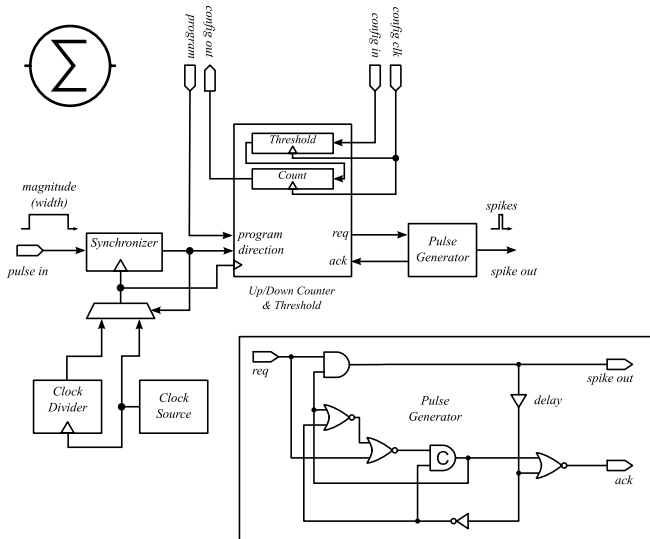 Σ
program
config out
config in
config clk
Threshold
Count
magnitude
(width)
pulse in
Synchronizer
program
direction
req
ack
Pulse
Generator
spikes
spike out
Up/Down Counter
& Threshold
Clock
Divider
Clock
Source
req
spike out
Pulse
Generator
delay
C
ack